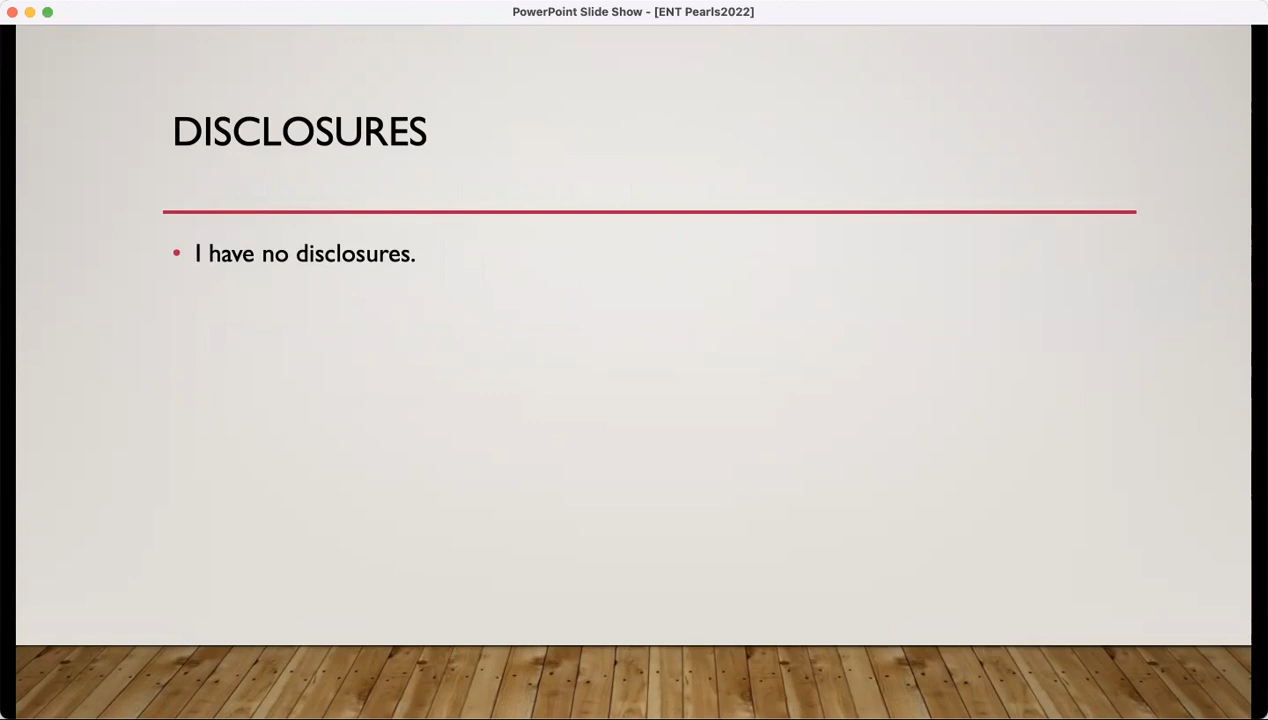 PowerPoint Slide Show - [ENT Pearls2022]
DISCLOSURES
• I have no disclosures.